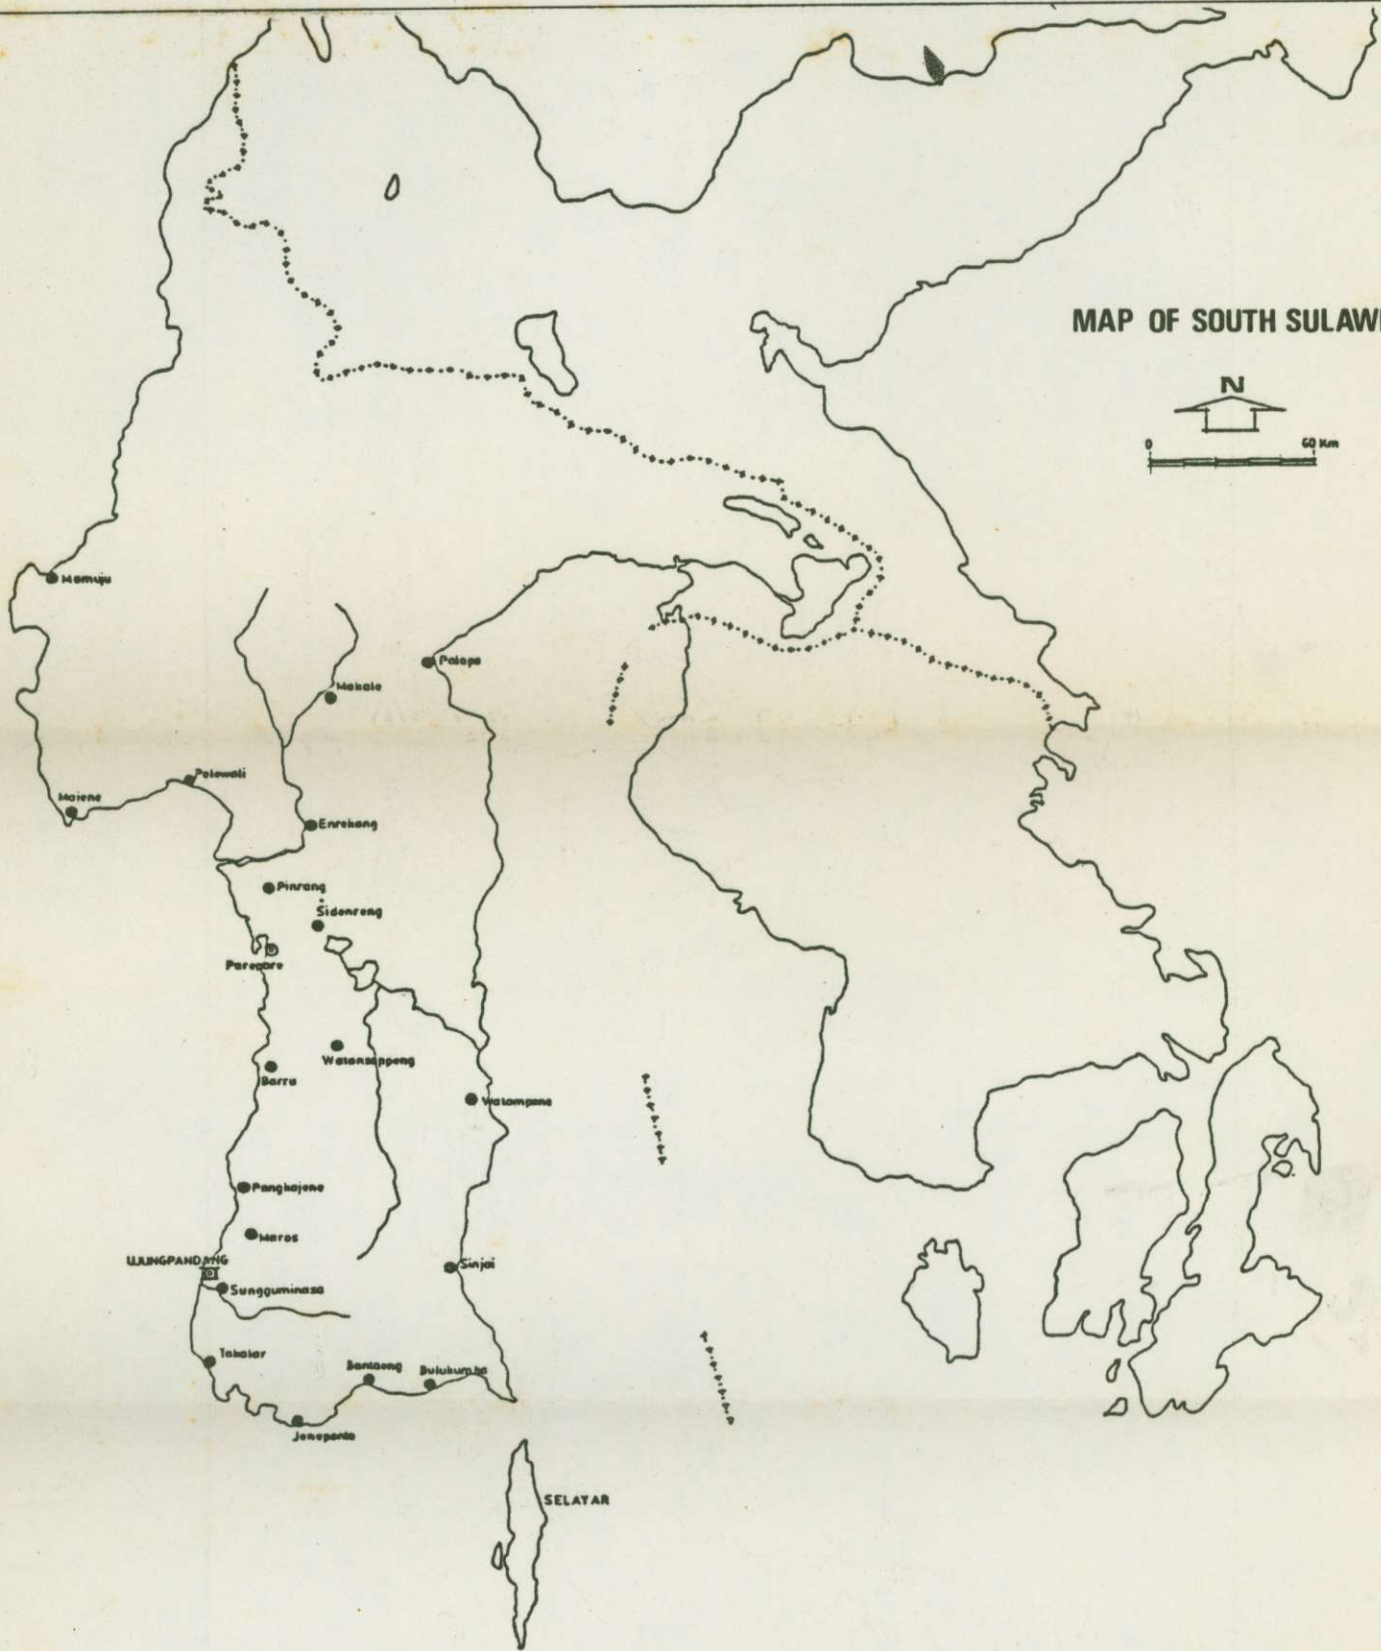 MAP OF SOUTH SULAWE
N
0 60 Km
Mamuju
Palopo
Makale
Polewali
Majene
Enrekang
Pinrang
Sidenreng
Parepare
Watansoppeng
Barru
Watampone
Pangkajene
Maros
UJUNGPANDANG
Sinjai
Sungguminasa
Takalar
Bantaeng
Bulukumba
Jeneponto
SELAYAR